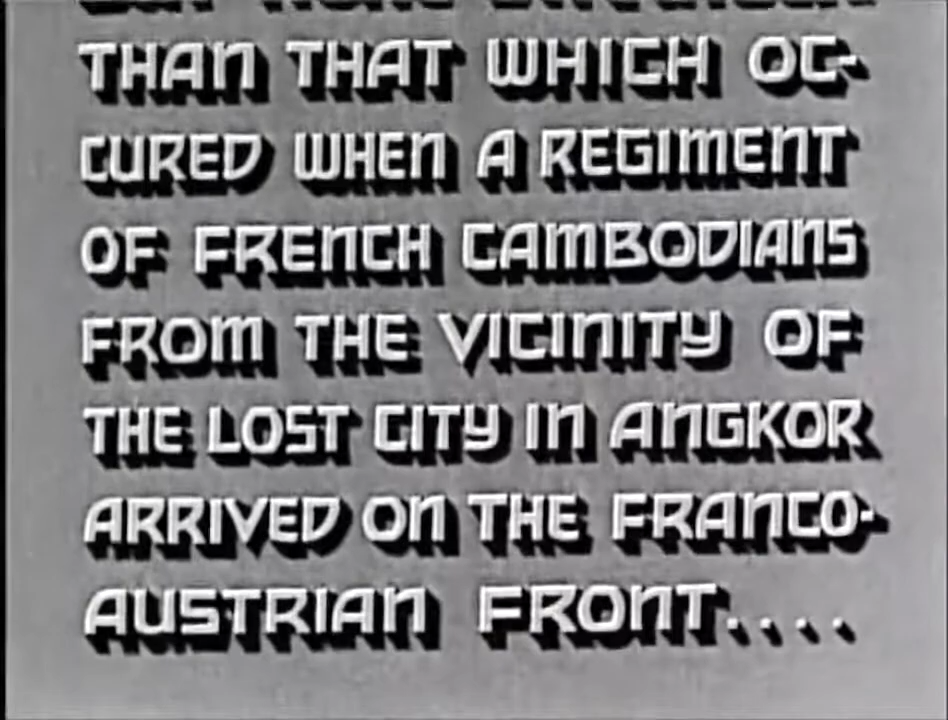 THAN THAT WHICH OC-
CURED WHEN A REGIMENT
OF FRENCH CAMBODIANS
FROM THE VICINITY OF
THE LOST CITY IN ANGKOR
ARRIVED ON THE FRANCO-
AUSTRIAN FRONT....